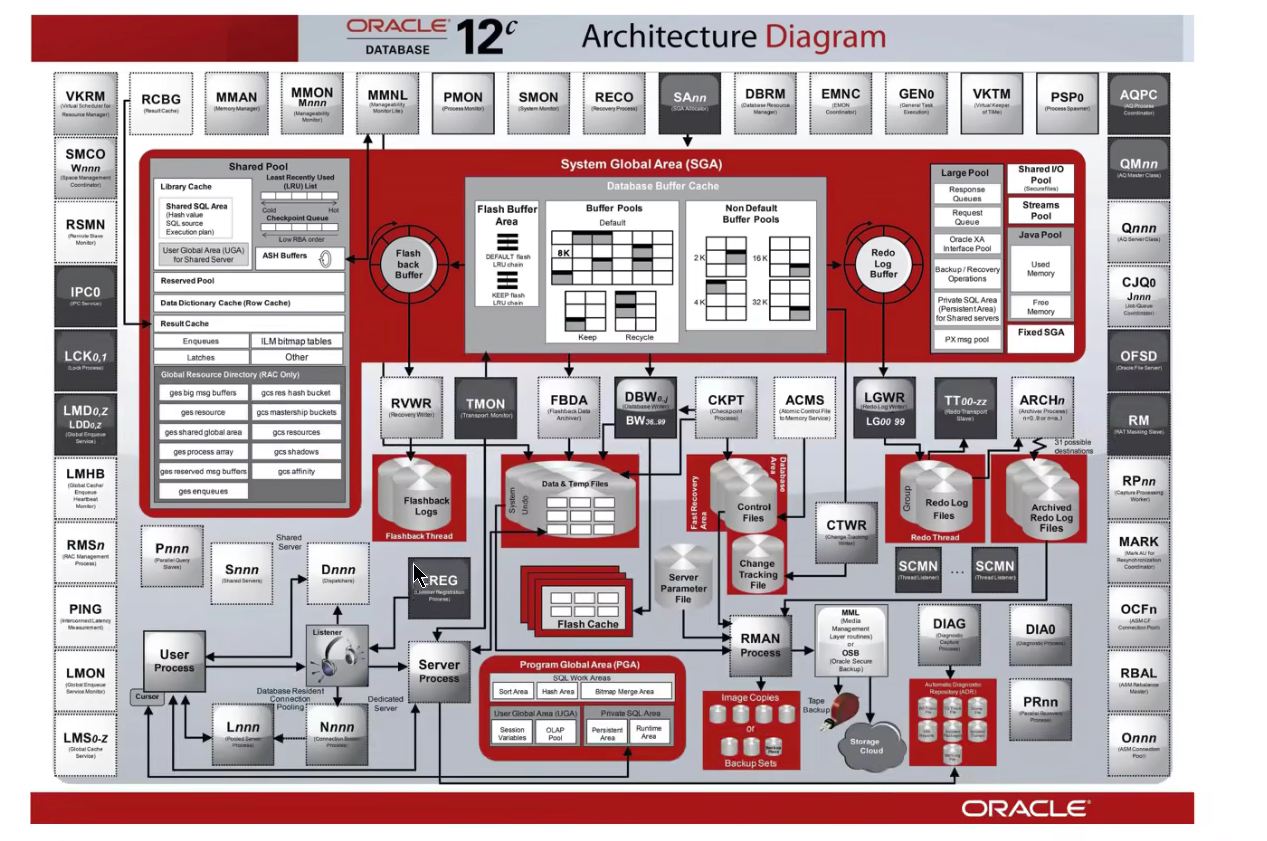 ORACLE
DATABASE
12c
Architecture Diagram
VKRM
(Virtual Scheduler for
Resource Manager)
RCBG
(Result Cache)
MMAN
(Memory Manager)
MMON
Mnnn
(Manageability
Monitor)
MMNL
(Manageability
Monitor Lite)
PMON
(Process Monitor)
SMON
(System Monitor)
RECO
(Recovery Process)
SAnn
(SGA Allocator)
DBRM
(Database Resource
Manager)
EMNC
(EMON
Coordinator)
GEN0
(General Task
Execution)
VKTM
(Virtual Keeper
of TIMe)
PSP0
(Process Spawner)
AQPC
(AQ Process
Coordinator)
SMCO
Wnnn
(Space Management
Coordinator)
RSMN
(Remote Slave
Monitor)
IPC0
(IPC Service)
LCK0,1
(Lock Process)
LMD0,Z
LDD0,Z
(Global Enqueue
Service)
LMHB
(Global Cache/
Enqueue
Heartbeat
Monitor)
RMSn
(RAC Management
Process)
PING
(Interconnect Latency
Measurement)
LMON
(Global Enqueue
Service Monitor)
LMS0-Z
(Global Cache
Service)
QMnn
(AQ Master Class)
Qnnn
(AQ Server Class)
CJQ0
Jnnn
(Job Queue
Coordinator)
OFSD
(Oracle File Server)
RM
(RAT Masking Slave)
RPnn
(Capture Processing
Worker)
MARK
(Mark AU for
Resynchronization
Coordinator)
OCFn
(ASM CF
Connection Pool)
RBAL
(ASM Rebalance
Master)
Onnn
(ASM Connection
Pool)
System Global Area (SGA)
Shared Pool
Library Cache
Shared SQL Area
(Hash value
SQL source
Execution plan)
User Global Area (UGA)
for Shared Server
Least Recently Used
(LRU) List
Cold
Hot
Checkpoint Queue
Low RBA order
ASH Buffers
Reserved Pool
Data Dictionary Cache (Row Cache)
Result Cache
Enqueues
ILM bitmap tables
Latches
Other
Global Resource Directory (RAC Only)
ges big msg buffers
gcs res hash bucket
ges resource
gcs mastership buckets
ges shared global area
gcs resources
ges process array
gcs shadows
ges reserved msg buffers
gcs affinity
ges enqueues
Flash
back
Buffer
Database Buffer Cache
Flash Buffer
Area
DEFAULT flash
LRU chain
KEEP flash
LRU chain
Buffer Pools
Default
8K
Keep
Recycle
Non Default
Buffer Pools
2 K
16 K
4 K
32 K
Redo
Log
Buffer
Large Pool
Response
Queues
Request
Queue
Oracle XA
Interface Pool
Backup / Recovery
Operations
Private SQL Area
(Persistent Area)
for Shared servers
PX msg pool
Shared I/O
Pool
(Securefiles)
Streams
Pool
Java Pool
Used
Memory
Free
Memory
Fixed SGA
RVWR
(Recovery Writer)
TMON
(Transport Monitor)
FBDA
(Flashback Data
Archiver)
DBW0..j
(Database Writer)
BW36..99
CKPT
(Checkpoint
Process)
ACMS
(Atomic Control File
to Memory Service)
LGWR
(Redo Log Writer)
LG00 99
TT00-zz
(Redo Transport
Slave)
ARCHn
(Archiver Process)
31 possible
destinations
Flashback
Logs
Flashback Thread
System
Undo
Data & Temp Files
Fast Recovery
Area
Database
Area
Control
Files
Change
Tracking
File
CTWR
(Change Tracking
Writer)
Group
Redo Log
Files
Redo Thread
Archived
Redo Log
Files
SCMN
(Thread Listener)
...
SCMN
(Thread Listener)
Pnnn
(Parallel Query
Slaves)
Shared
Server
Snnn
(Shared Servers)
Dnnn
(Dispatchers)
REG
(Listener Registration
Process)
Flash Cache
Server
Parameter
File
RMAN
Process
MML
(Media
Management
Layer routines)
or
OSB
(Oracle Secure
Backup)
DIAG
(Diagnostic
Capture
Process)
DIA0
(Diagnostic Process)
PRnn
(Parallel Recovery
Process)
User
Process
Cursor
Listener
Server
Process
Database Resident
Connection
Pooling
Dedicated
Server
Lnnn
(Pooled Server
Process)
Nnnn
(Connection Broker
Process)
Program Global Area (PGA)
SQL Work Areas
Sort Area
Hash Area
Bitmap Merge Area
User Global Area (UGA)
Session
Variables
OLAP
Pool
Private SQL Area
Persistent
Area
Runtime
Area
Image Copies
or
Backup Sets
Tape
Backup
Storage
Cloud
Automatic Diagnostic
Repository (ADR)
ORACLE